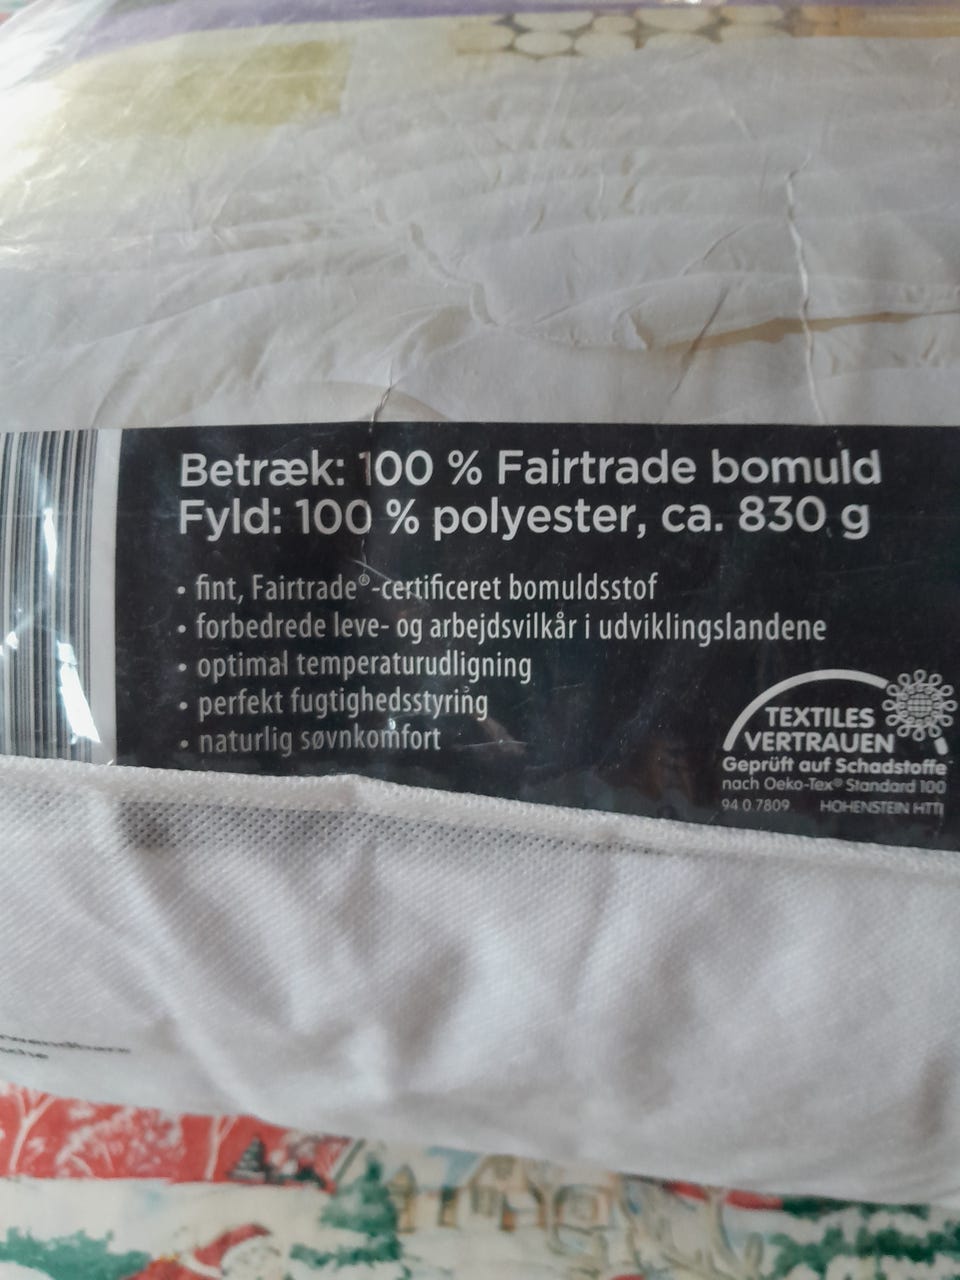 Betræk: 100 % Fairtrade bomuld
Fyld: 100 % polyester, ca. 830 g
• fint, Fairtrade®-certificeret bomuldsstof
• forbedrede leve- og arbejdsvilkår i udviklingslandene
• optimal temperaturudligning
• perfekt fugtighedsstyring
• naturlig søvnkomfort
TEXTILES
VERTRAUEN
Geprüft auf Schadstoffe
nach Oeko-Tex® Standard 100
94 0 7809 HOHENSTEIN HTTI